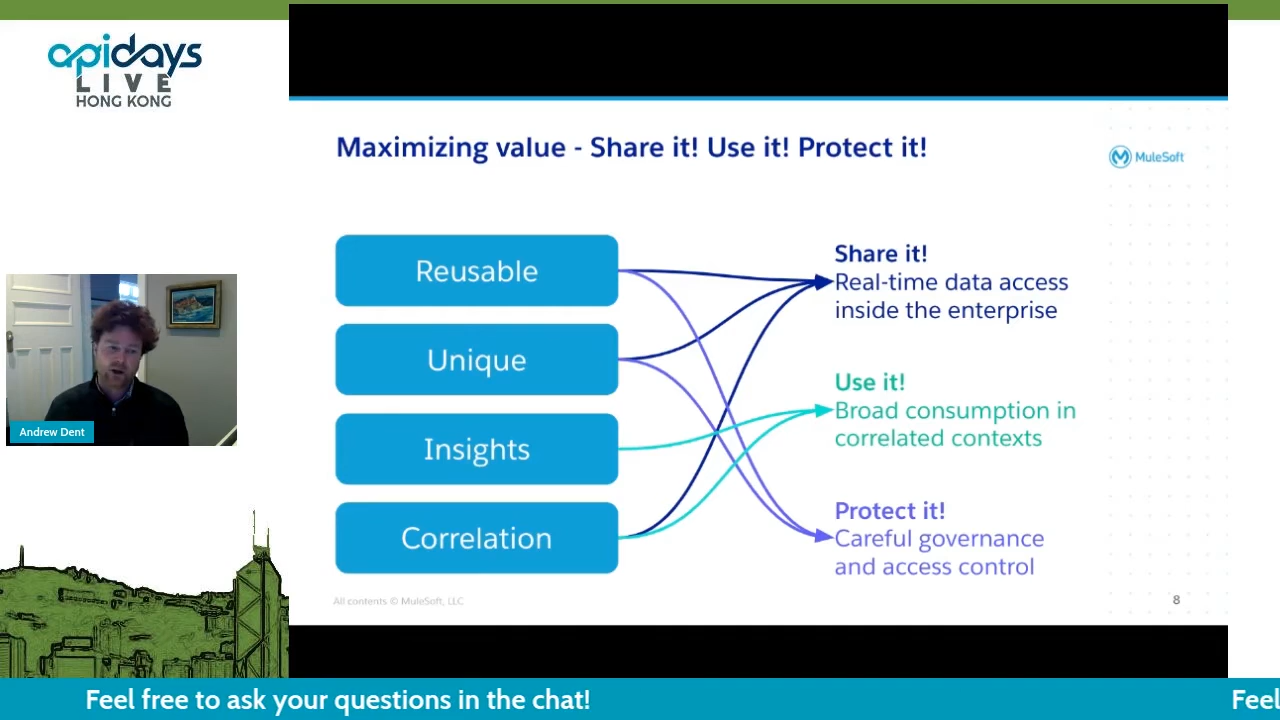 apidays
LIVE
HONG KONG
Maximizing value - Share it! Use it! Protect it!
MuleSoft
Reusable
Unique
Insights
Correlation
Share it!
Real-time data access
inside the enterprise
Use it!
Broad consumption in
correlated contexts
Protect it!
Careful governance
and access control
Andrew Dent
All contents © MuleSoft, LLC
8
Feel free to ask your questions in the chat!
Feel